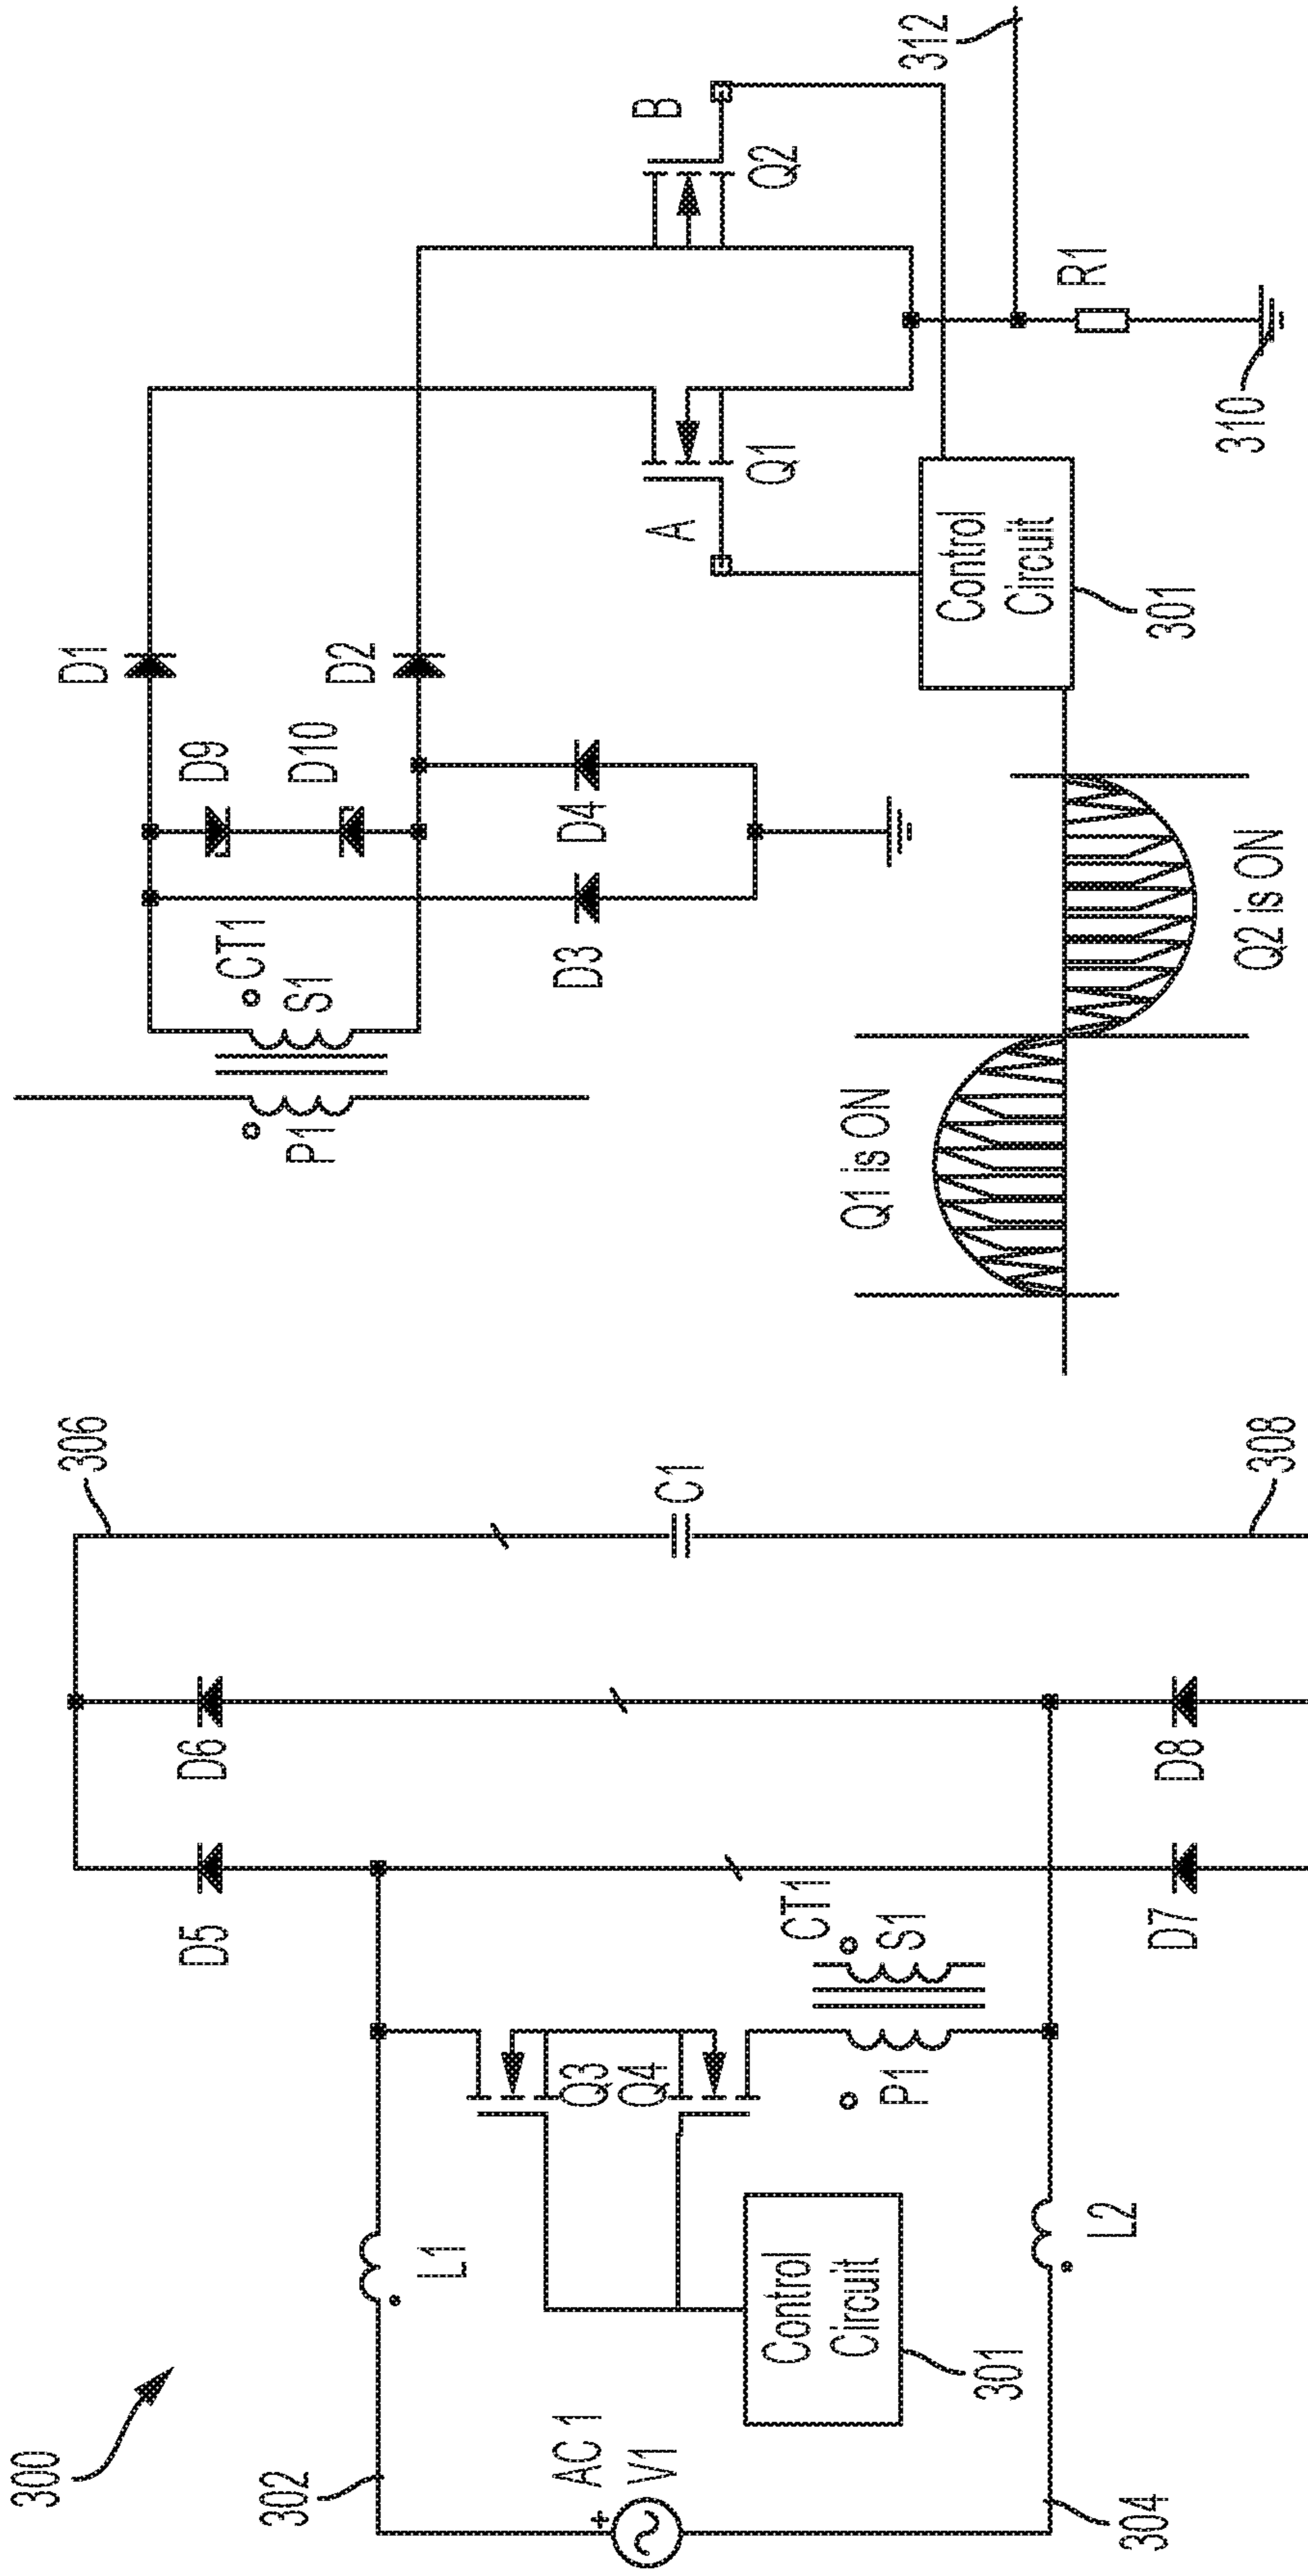 300
302
AC 1
V1
304
L1
L2
Control
Circuit
301
Q3
Q4
P1
S1
CT1
D5
D6
D7
D8
306
C1
308
P1
S1
CT1
D9
D10
D1
D2
D3
D4
A
Q1
B
Q2
Control
Circuit
301
Q1 is ON
Q2 is ON
312
R1
310